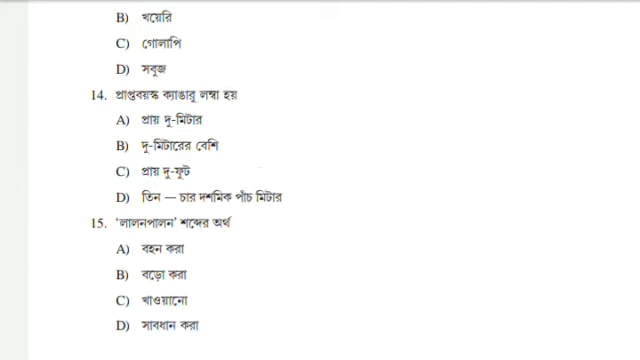 B) খয়েরি
C) গোলাপি
D) সবুজ
14. প্রাপ্তবয়স্ক ক্যাঙারু লম্বা হয়
A) প্রায় দু-মিটার
B) দু-মিটারের বেশি
C) প্রায় দু-ফুট
D) তিন — চার দশমিক পাঁচ মিটার
15. ‘লালনপালন’ শব্দের অর্থ
A) বহন করা
B) বড়ো করা
C) খাওয়ানো
D) সাবধান করা